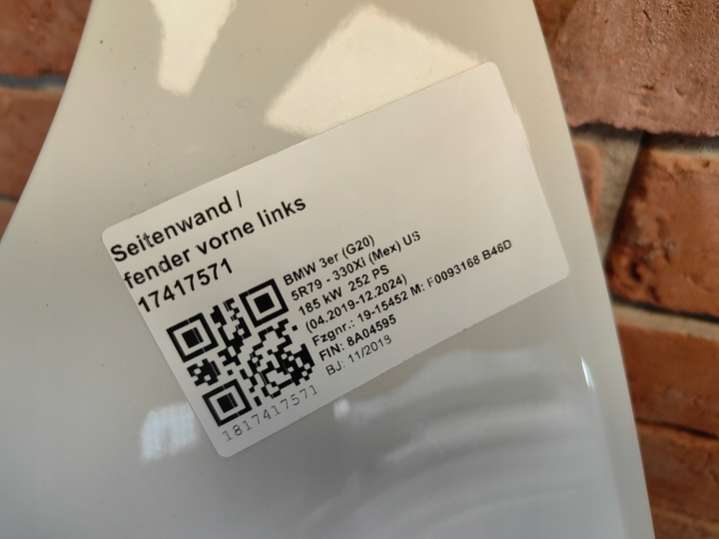 Seitenwand /
fender vorne links
17417571
BMW 3er (G20)
5R79 - 330Xi (Mex) US
185 kW 252 PS
(04.2019-12.2024)
Fzgnr.: 19-15452 M: F0093168 B46D
FIN: 8A04595
BJ: 11/2019
1817417571